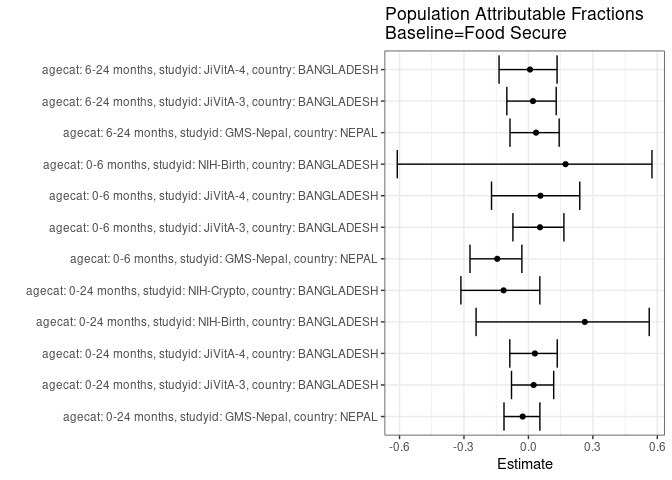 Population Attributable Fractions
Baseline=Food Secure
agecat: 6-24 months, studyid: JiVitA-4, country: BANGLADESH
agecat: 6-24 months, studyid: JiVitA-3, country: BANGLADESH
agecat: 6-24 months, studyid: GMS-Nepal, country: NEPAL
agecat: 0-6 months, studyid: NIH-Birth, country: BANGLADESH
agecat: 0-6 months, studyid: JiVitA-4, country: BANGLADESH
agecat: 0-6 months, studyid: JiVitA-3, country: BANGLADESH
agecat: 0-6 months, studyid: GMS-Nepal, country: NEPAL
agecat: 0-24 months, studyid: NIH-Crypto, country: BANGLADESH
agecat: 0-24 months, studyid: NIH-Birth, country: BANGLADESH
agecat: 0-24 months, studyid: JiVitA-4, country: BANGLADESH
agecat: 0-24 months, studyid: JiVitA-3, country: BANGLADESH
agecat: 0-24 months, studyid: GMS-Nepal, country: NEPAL
-0.6 -0.3 0.0 0.3 0.6
Estimate